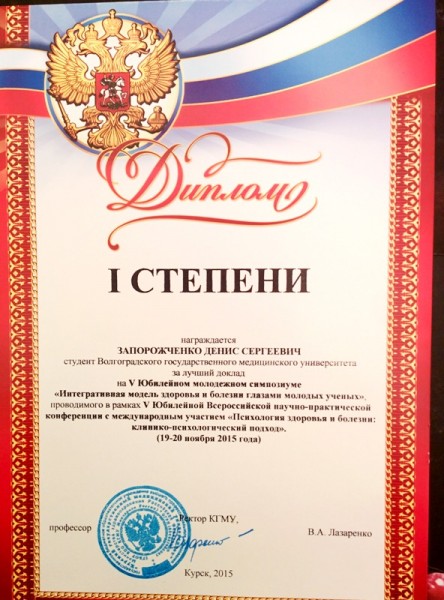 Диплом
I СТЕПЕНИ
награждается
ЗАПОРОЖЧЕНКО ДЕНИС СЕРГЕЕВИЧ
студент Волгоградского государственного медицинского университета
за лучший доклад
на V Юбилейном молодежном симпозиуме
«Интегративная модель здоровья и болезни глазами молодых ученых»,
проводимого в рамках V Юбилейной Всероссийской научно-практической
конференции с международным участием «Психология здоровья и болезни:
клинико-психологический подход».
(19-20 ноября 2015 года)
Ректор КГМУ,
профессор В.А. Лазаренко
Курск, 2015